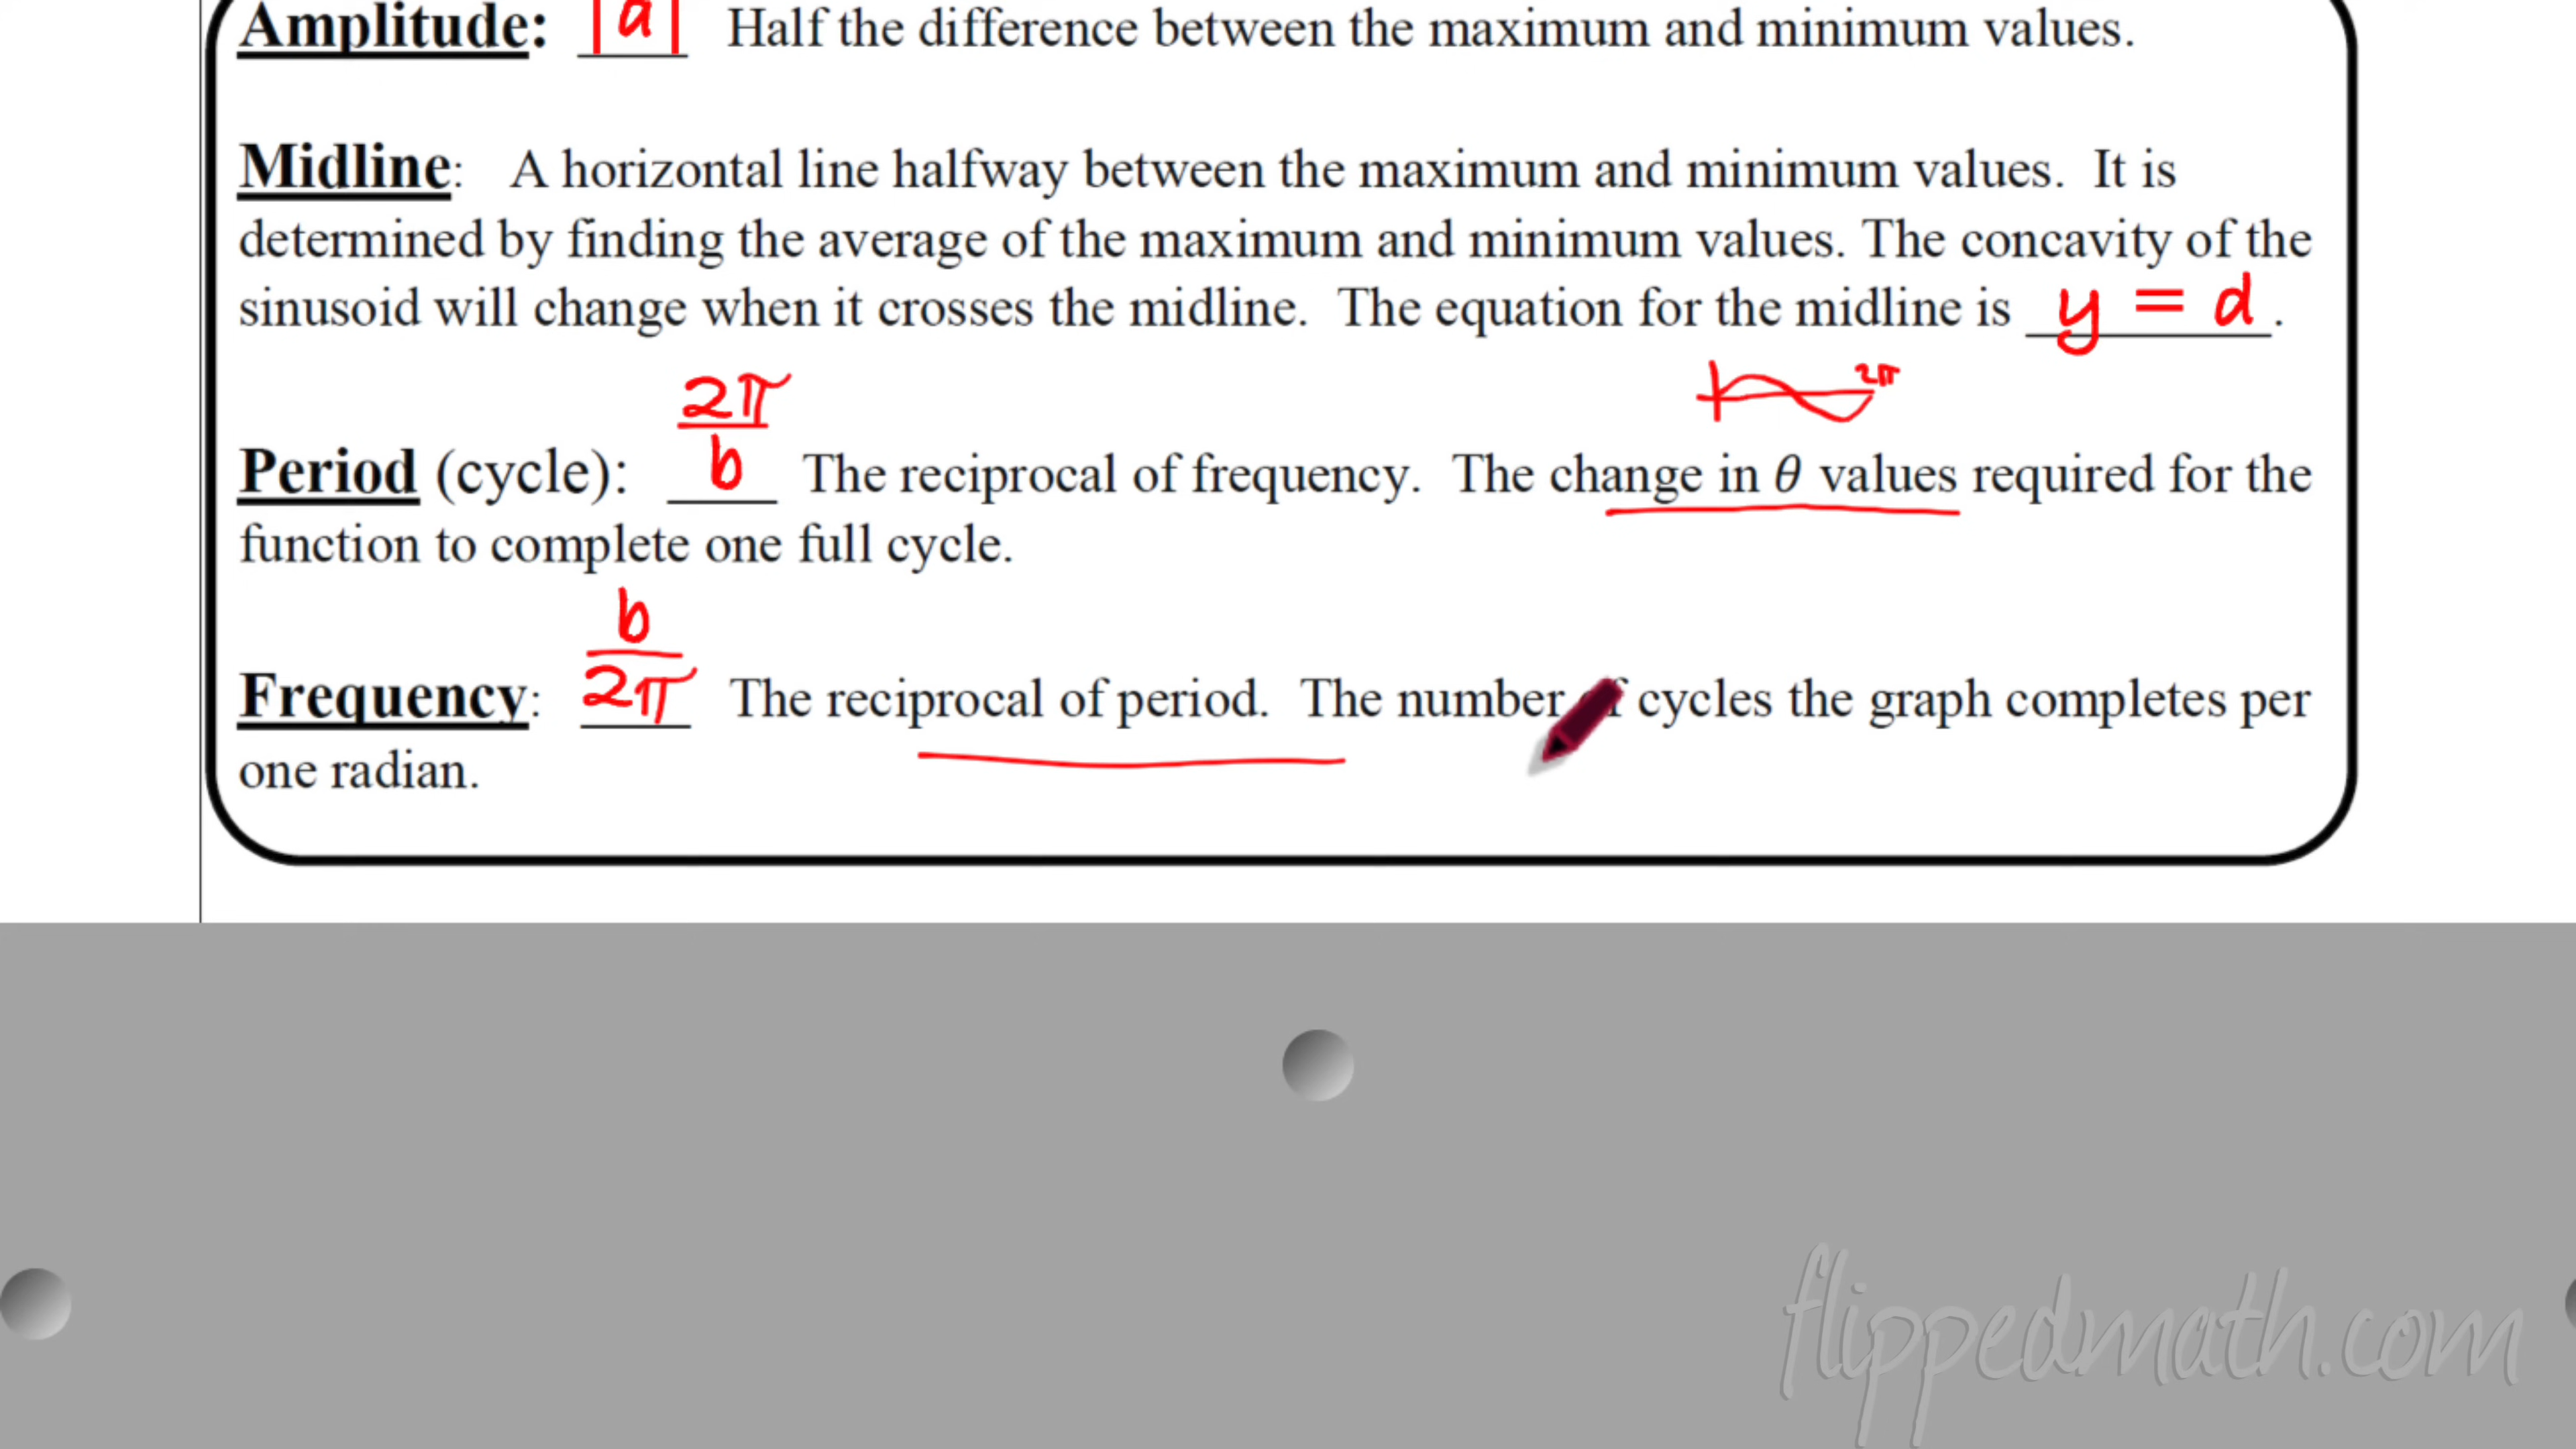 Amplitude: |a| Half the difference between the maximum and minimum values.
Midline: A horizontal line halfway between the maximum and minimum values. It is
determined by finding the average of the maximum and minimum values. The concavity of the
sinusoid will change when it crosses the midline. The equation for the midline is y = d.
2π
Period (cycle): 2π/b The reciprocal of frequency. The change in θ values required for the
function to complete one full cycle.
Frequency: b/2π The reciprocal of period. The number cycles the graph completes per
one radian.
flippedmath.com